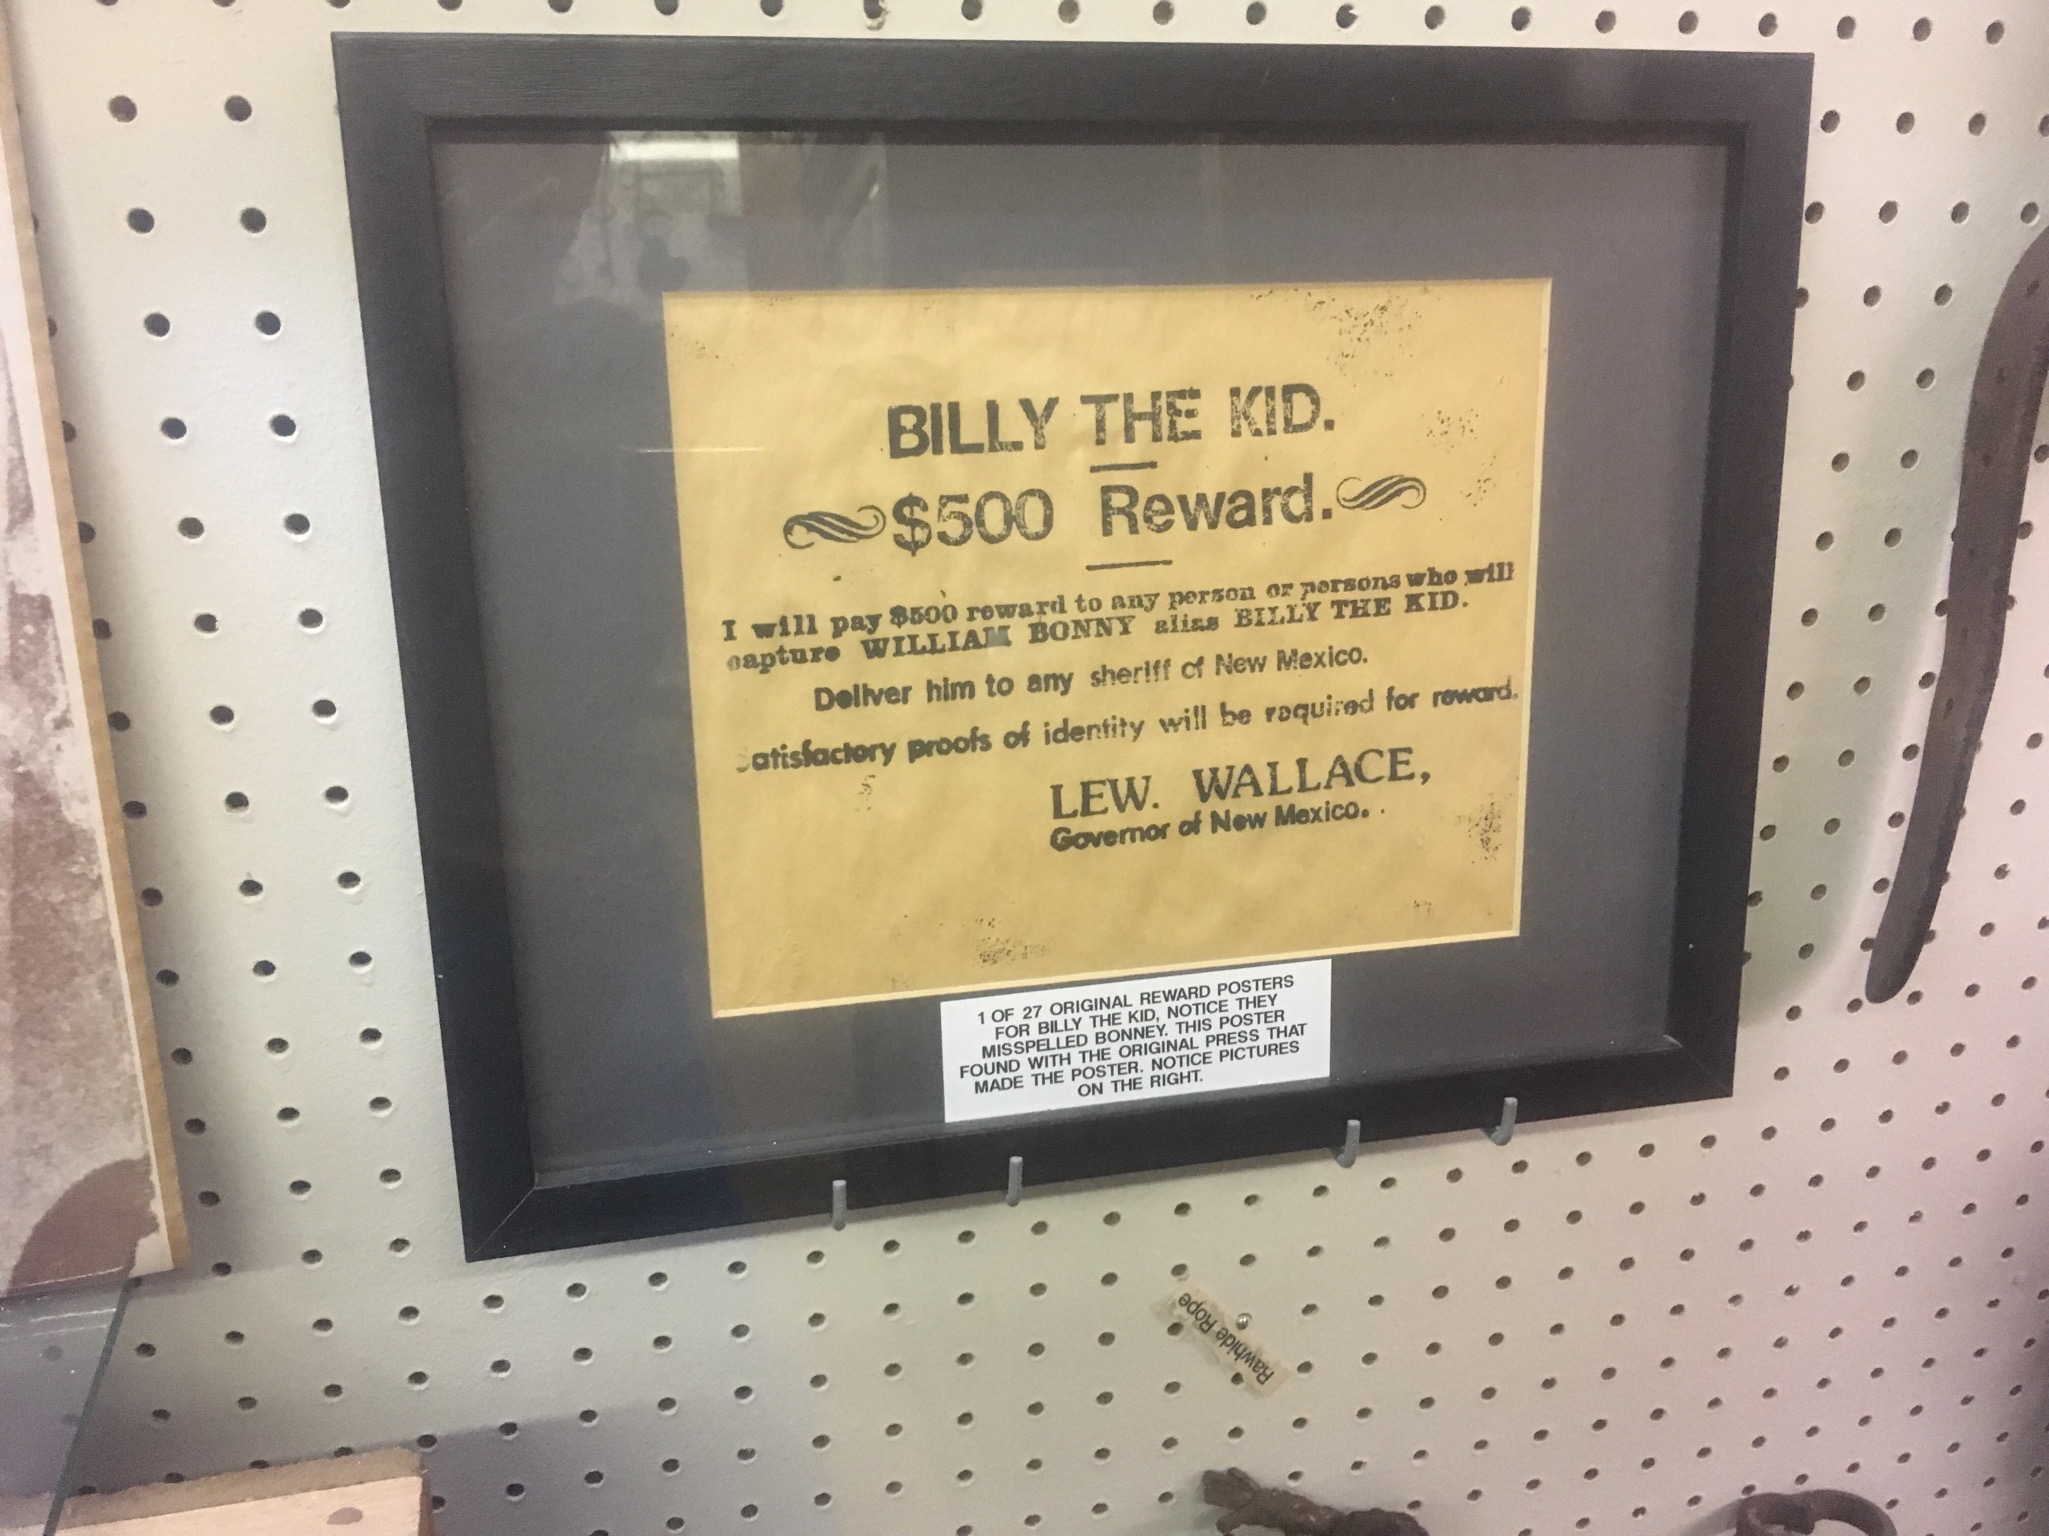 BILLY THE KID.
$500 Reward.
I will pay $500 reward to any person or persons who will
capture WILLIAM BONNY alias BILLY THE KID.
Deliver him to any sheriff of New Mexico.
Satisfactory proofs of identity will be required for reward.
LEW. WALLACE,
Governor of New Mexico.
1 OF 27 ORIGINAL REWARD POSTERS
FOR BILLY THE KID, NOTICE THEY
MISSPELLED BONNEY. THIS POSTER
FOUND WITH THE ORIGINAL PRESS THAT
MADE THE POSTER. NOTICE PICTURES
ON THE RIGHT.
Rawhide Rope